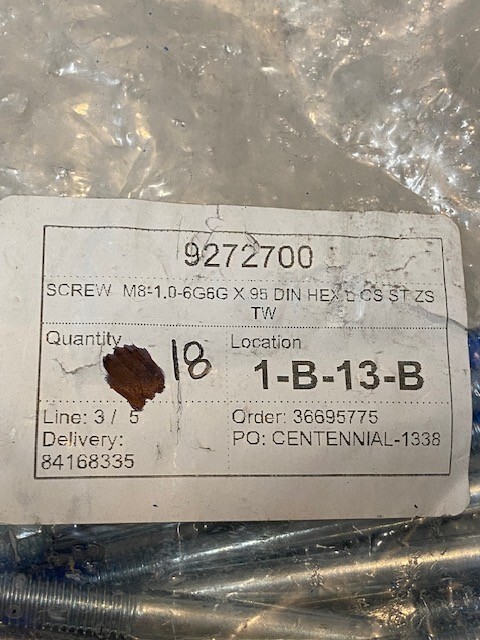 9272700
SCREW M8-1.0-6G6G X 95 DIN HEX CS ST ZS
TW
Quantity
18
Location
1-B-13-B
Line: 3 / 5
Order: 36695775
Delivery:
PO: CENTENNIAL-1338
84168335